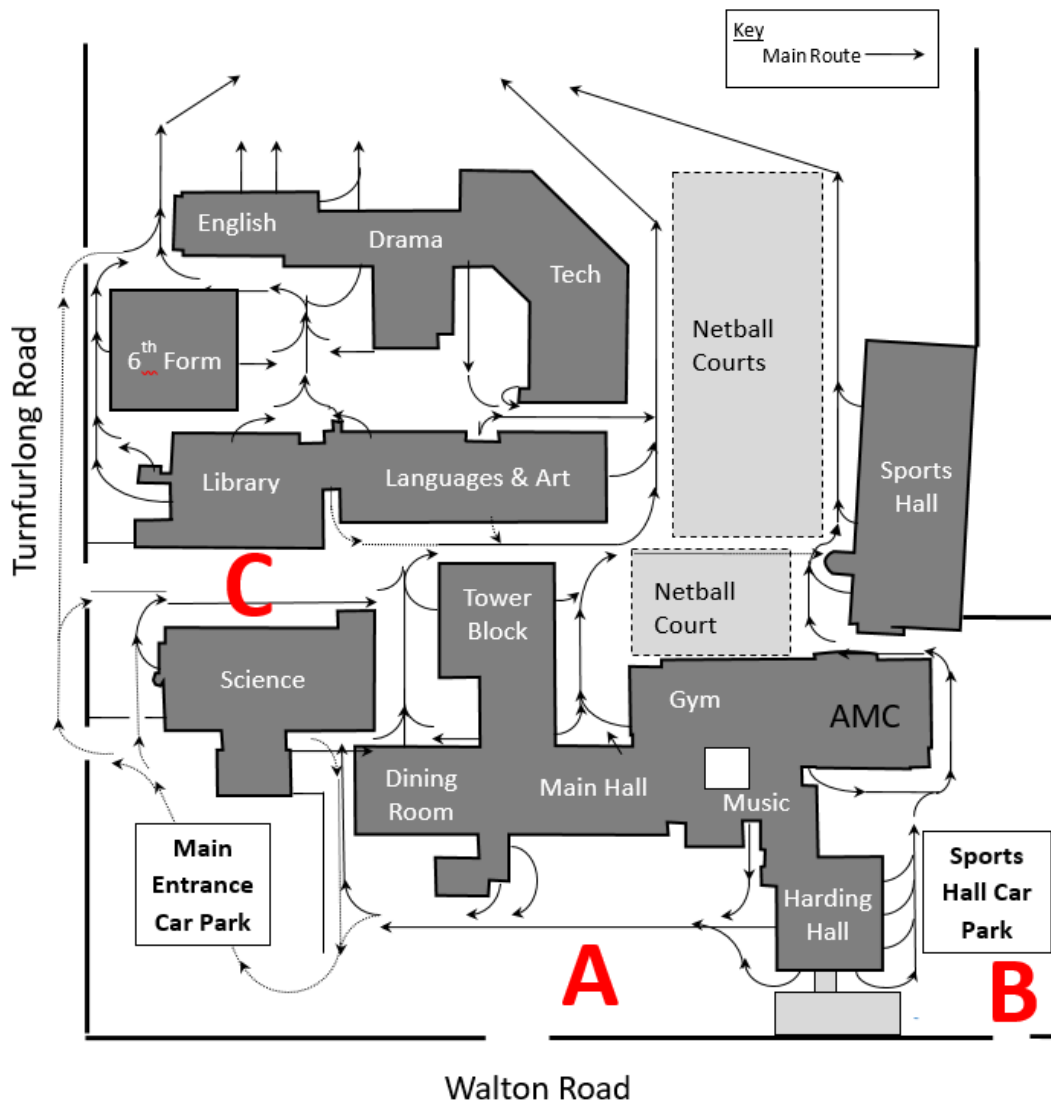 Key
Main Route
English
Drama
Tech
6th Form
Netball
Courts
Turnfurlong Road
Library
Languages & Art
Sports
Hall
C
Tower
Block
Netball
Court
Science
Gym
AMC
Dining
Room
Main Hall
Music
Main
Entrance
Car Park
Sports
Hall Car
Park
Harding
Hall
A
B
Walton Road